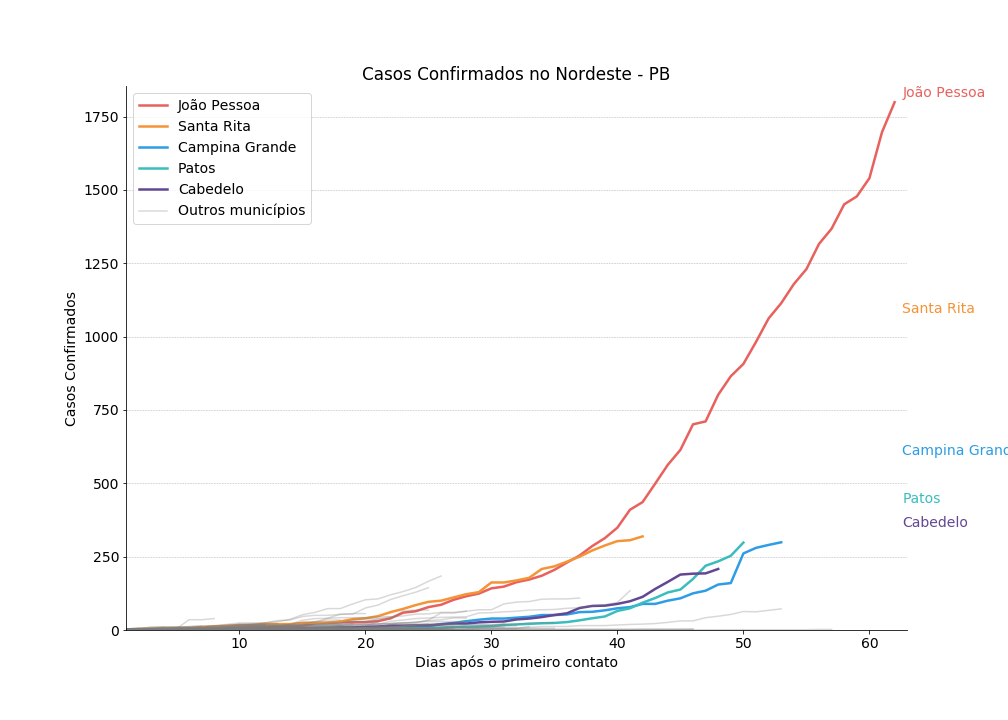 Casos Confirmados no Nordeste - PB
João Pessoa
Santa Rita
Campina Grande
Patos
Cabedelo
Outros municípios
João Pessoa
Santa Rita
Campina Grand
Patos
Cabedelo
Casos Confirmados
1750
1500
1250
1000
750
500
250
0
10
20
30
40
50
60
Dias após o primeiro contato